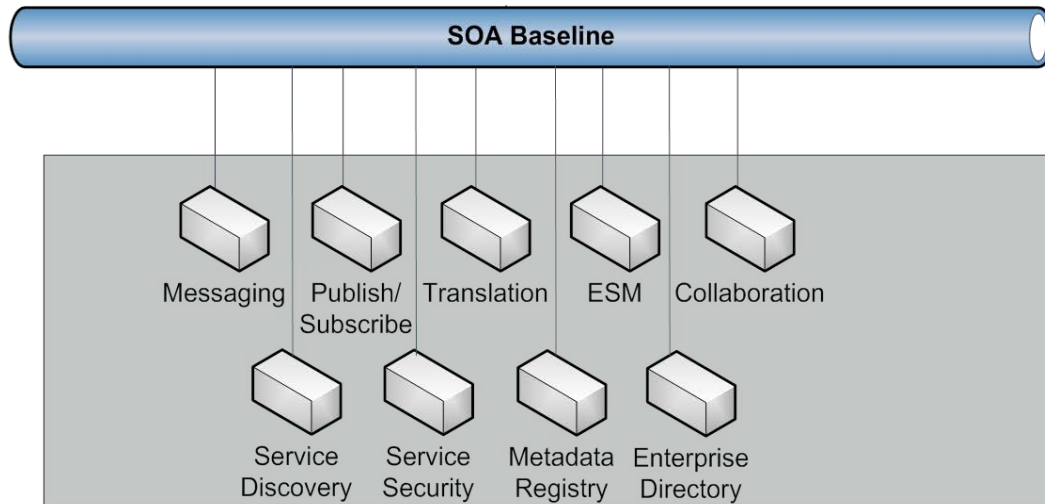 SOA Baseline
Messaging
Publish/
Subscribe
Translation
ESM
Collaboration
Service
Discovery
Service
Security
Metadata
Registry
Enterprise
Directory